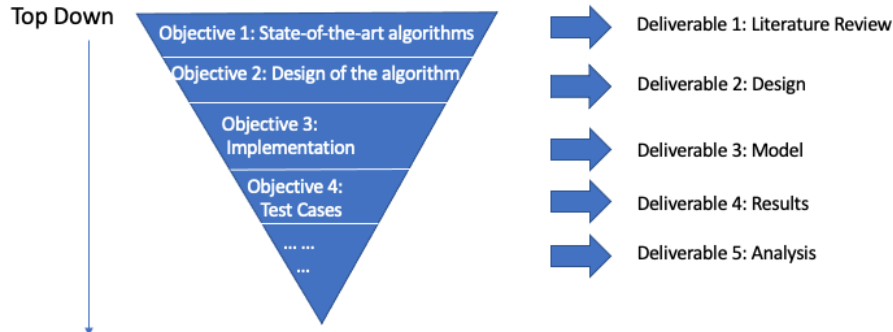 Top Down
Objective 1: State-of-the-art algorithms
Deliverable 1: Literature Review
Objective 2: Design of the algorithm
Deliverable 2: Design
Objective 3:
Implementation
Deliverable 3: Model
Objective 4:
Test Cases
Deliverable 4: Results
... ...
...
Deliverable 5: Analysis